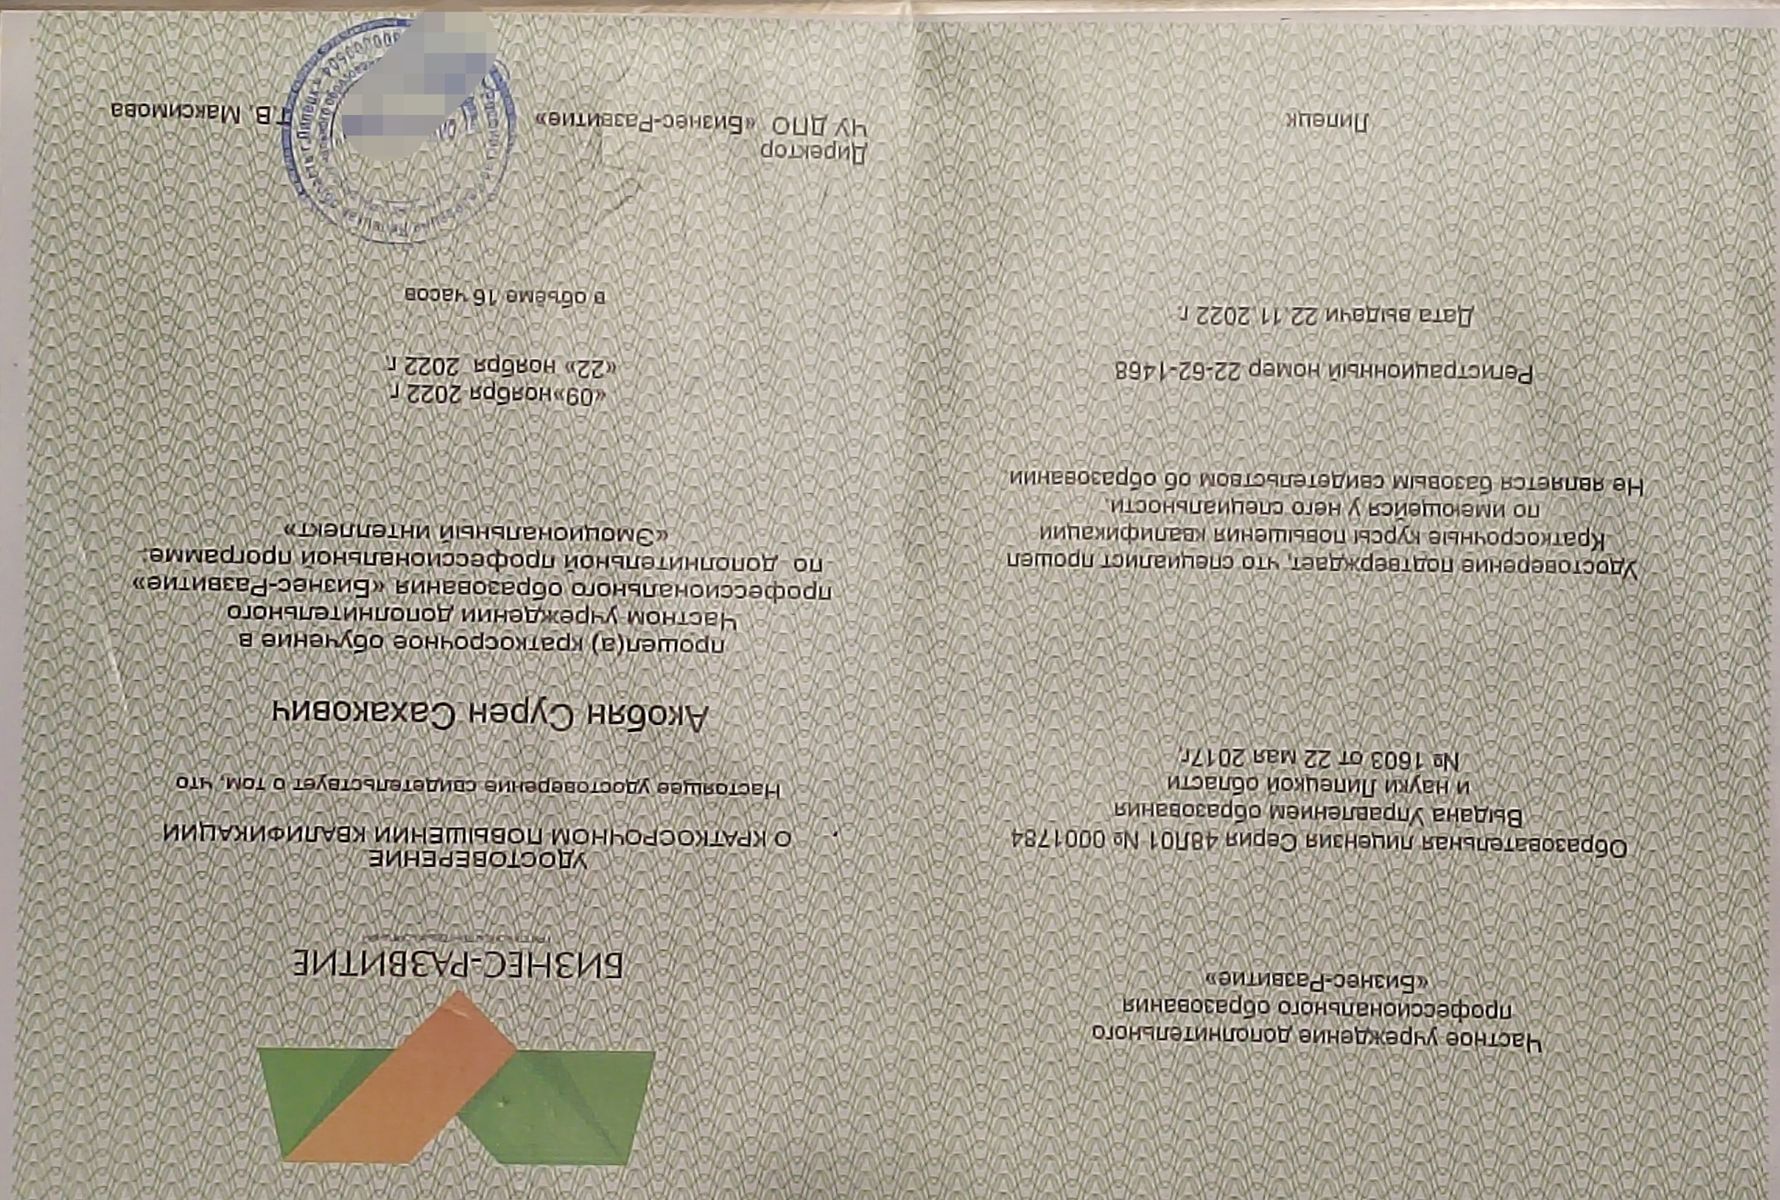 Частное учреждение дополнительного
профессионального образования
«Бизнес-Развитие»
Образовательная лицензия Серия 48Л01 № 0001784
Выдана Управлением образования
и науки Липецкой области
№ 1603 от 22 мая 2017г.
Удостоверение подтверждает, что специалист прошел
Краткосрочные курсы повышения квалификации
по имеющейся у него специальности.
Не является базовым свидетельством об образовании.
Регистрационный номер 22-62-1468
Дата выдачи 22.11.2022 г.
Липецк
БИЗНЕС-РАЗВИТИЕ
УДОСТОВЕРЕНИЕ
О КРАТКОСРОЧНОМ ПОВЫШЕНИИ КВАЛИФИКАЦИИ
Настоящее удостоверение свидетельствует о том, что
Акобян Сурен Сахакович
прошел(а) краткосрочное обучение в
Частном учреждении дополнительного
профессионального образования «Бизнес-Развитие»
по дополнительной профессиональной программе:
«Эмоциональный интеллект»
«09»ноября 2022 г
«22» ноября 2022 г.
в объёме 16 часов
Директор
ЧУ ДПО «Бизнес-Развитие»
Т.В. Максимова